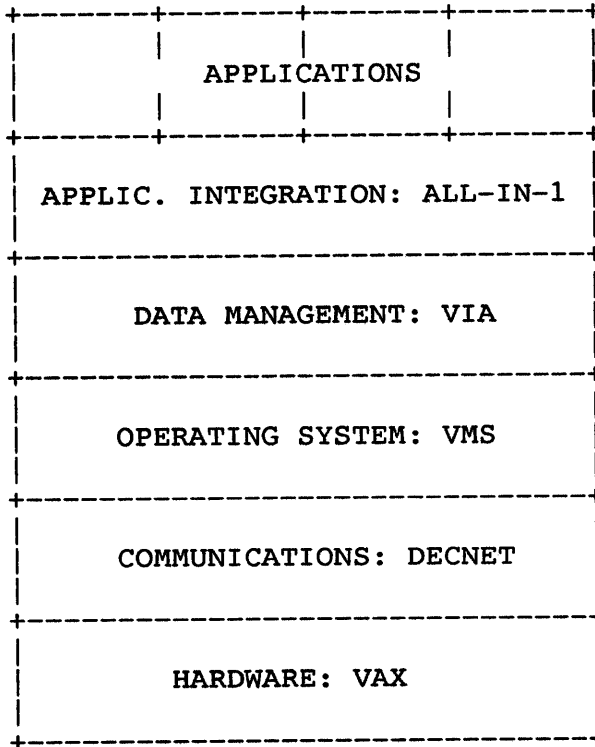 APPLICATIONS
APPLIC. INTEGRATION: ALL-IN-1
DATA MANAGEMENT: VIA
OPERATING SYSTEM: VMS
COMMUNICATIONS: DECNET
HARDWARE: VAX